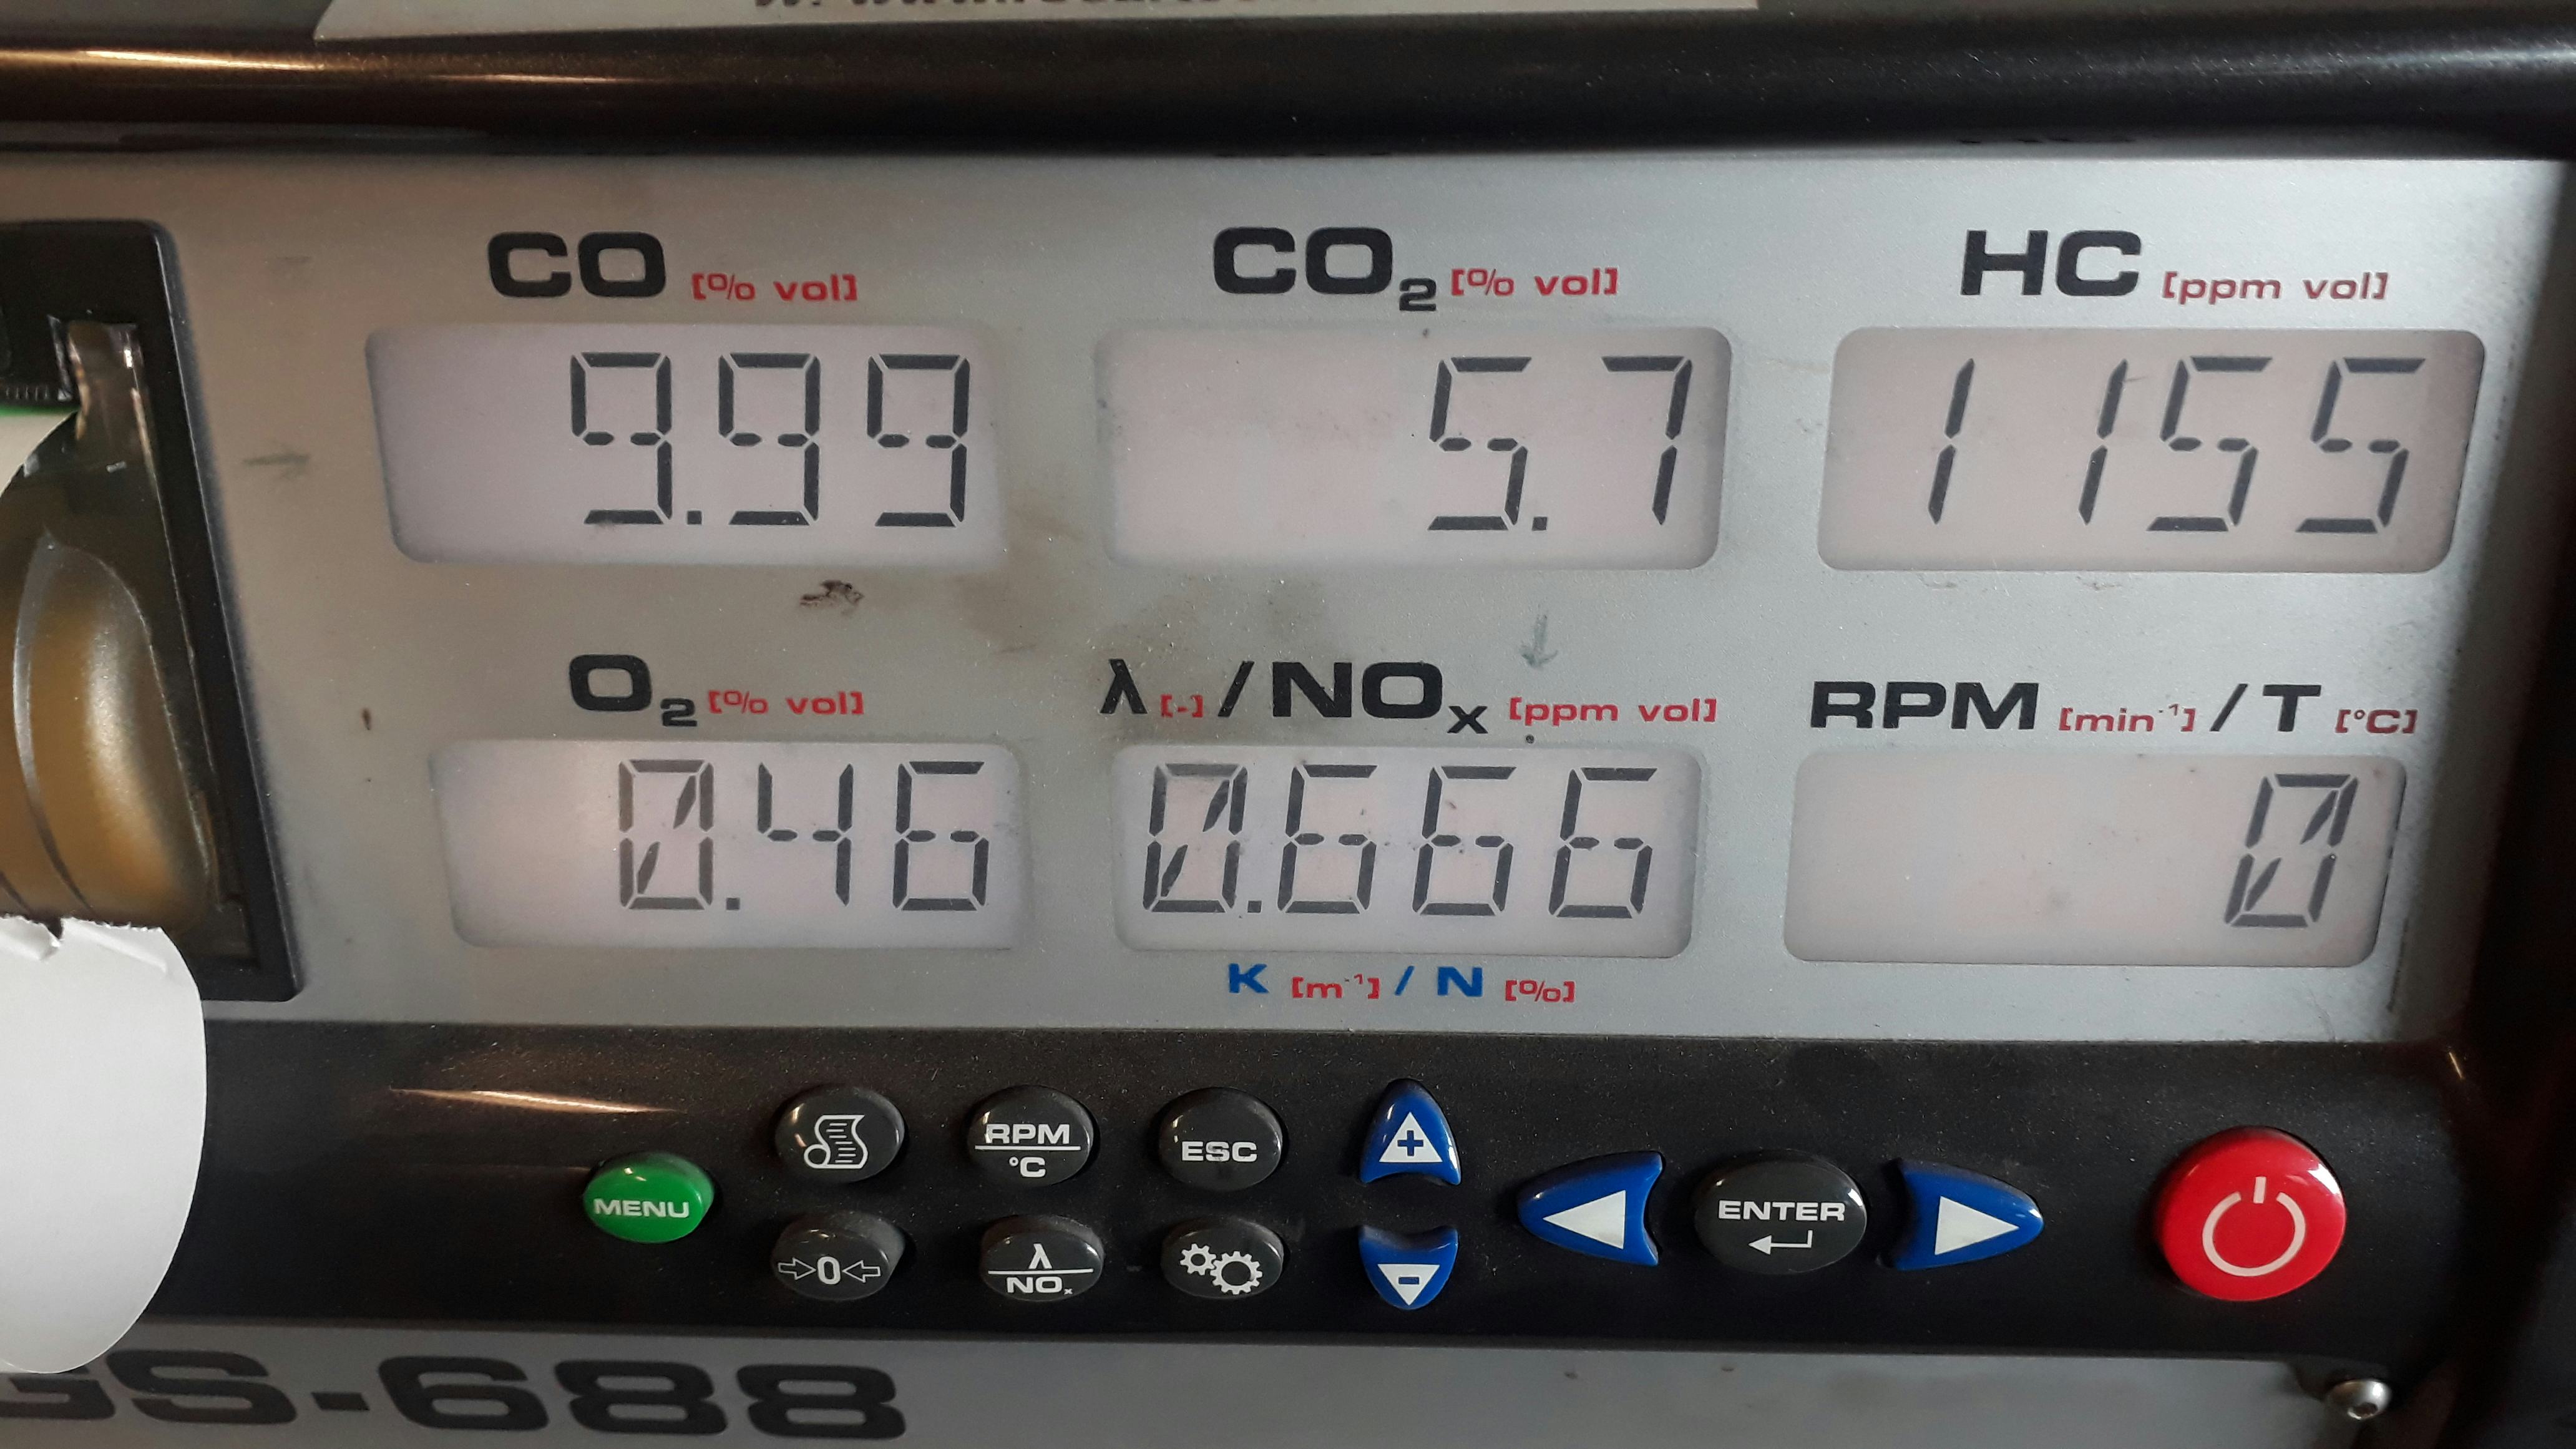 CO [% vol] CO₂ [% vol] HC [ppm vol]
9.99 5.7 1155
O₂ [% vol] λ [-] / NOx [ppm vol] RPM [min⁻¹] / T [°C]
0.46 0.666 0
K [m⁻¹] / N [%]
RPM
°C
ESC
+
MENU
ENTER
→0←
λ
NOx
-
GS-688